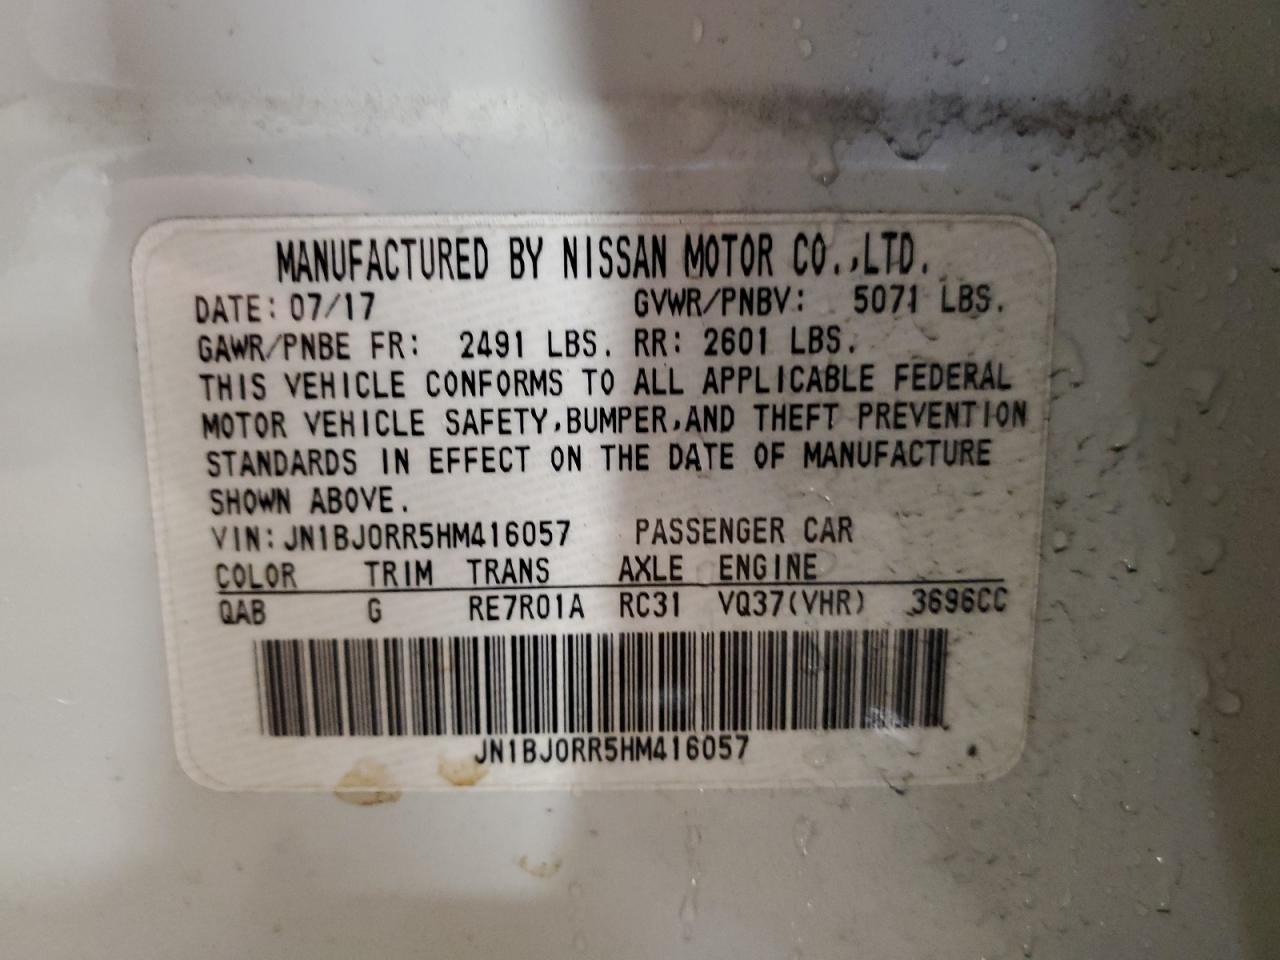 MANUFACTURED BY NISSAN MOTOR CO.,LTD.
DATE: 07/17 GVWR/PNBV: 5071 LBS.
GAWR/PNBE FR: 2491 LBS. RR: 2601 LBS.
THIS VEHICLE CONFORMS TO ALL APPLICABLE FEDERAL
MOTOR VEHICLE SAFETY,BUMPER,AND THEFT PREVENTION
STANDARDS IN EFFECT ON THE DATE OF MANUFACTURE
SHOWN ABOVE.
VIN: JN1BJ0RR5HM416057 PASSENGER CAR
COLOR TRIM TRANS AXLE ENGINE
QAB G RE7R01A RC31 VQ37(VHR) 3696CC
JN1BJ0RR5HM416057